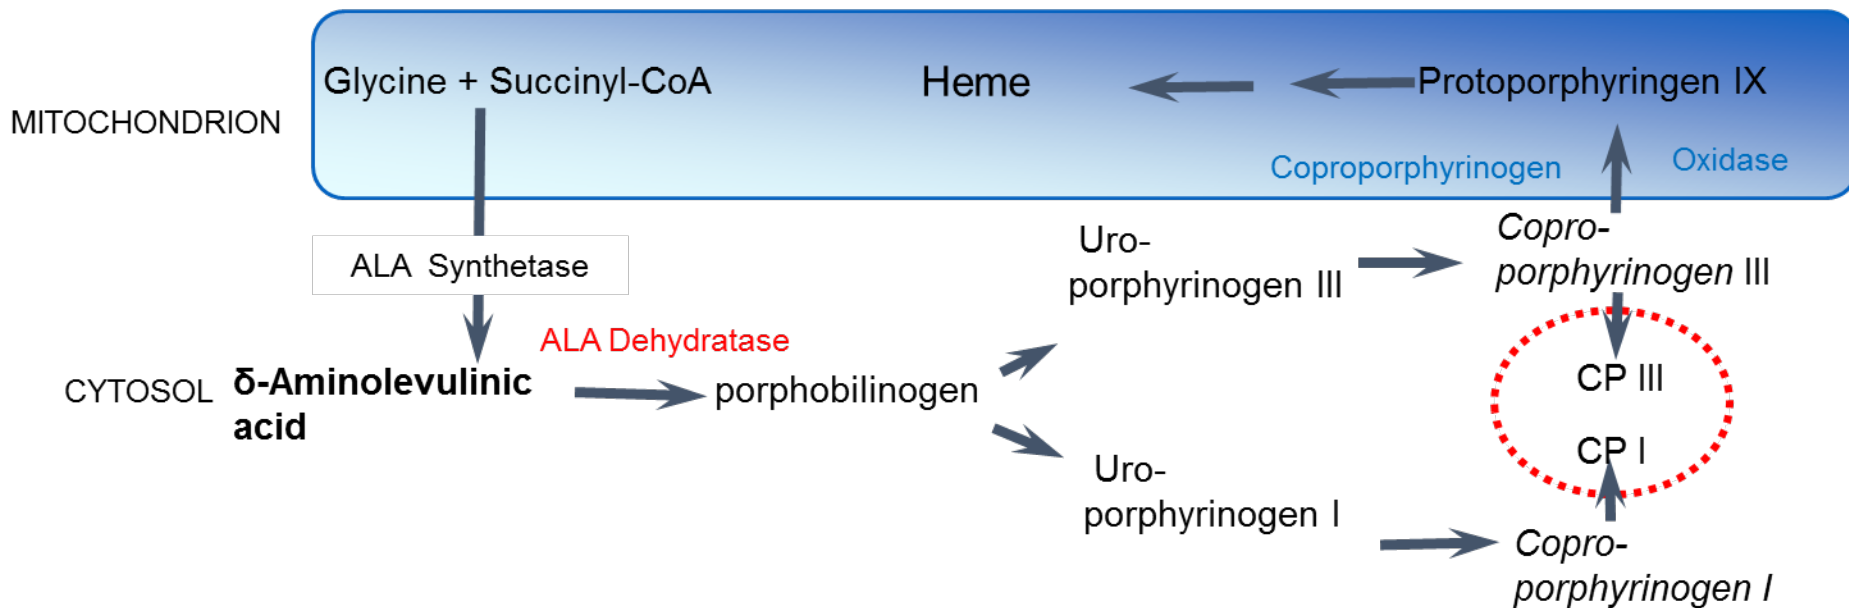 Glycine + Succinyl-CoA
Heme
Protoporphyringen IX
MITOCHONDRION
Coproporphyrinogen
Oxidase
ALA  Synthetase
Uro-
porphyrinogen III
Copro-
porphyrinogen III
ALA Dehydratase
CYTOSOL
δ-Aminolevulinic
acid
porphobilinogen
CP III
CP I
Uro-
porphyrinogen I
Copro-
porphyrinogen I